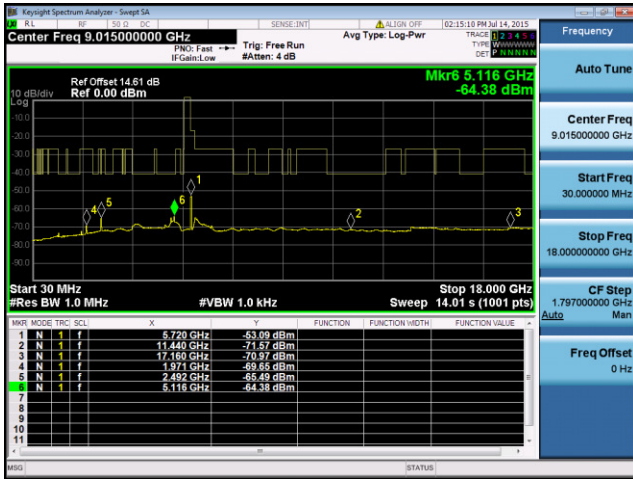 Keysight Spectrum Analyzer - Swept SA
RL RF 50 Ω DC SENSE:INT ALIGN OFF 02:15:10 PM Jul 14, 2015
Center Freq 9.015000000 GHz
PNO: Fast
IFGain:Low
Trig: Free Run
#Atten: 4 dB
Avg Type: Log-Pwr
TRACE 1 2 3 4 5 6
TYPE WWWWWW
DET P NNNNN
Ref Offset 14.61 dB
10 dB/div Ref 0.00 dBm
Log
Mkr6 5.116 GHz
-64.38 dBm
-10.0
-20.0
-30.0
-40.0
-50.0
-60.0
-70.0
-80.0
-90.0
4 5 6 1 2 3
Start 30 MHz Stop 18.000 GHz
#Res BW 1.0 MHz #VBW 1.0 kHz Sweep 14.01 s (1001 pts)
MKR MODE TRC SCL X Y FUNCTION FUNCTION WIDTH FUNCTION VALUE
1 N 1 f 5.720 GHz -53.09 dBm
2 N 1 f 11.440 GHz -71.57 dBm
3 N 1 f 17.160 GHz -70.97 dBm
4 N 1 f 1.971 GHz -69.65 dBm
5 N 1 f 2.492 GHz -65.49 dBm
6 N 1 f 5.116 GHz -64.38 dBm
7
8
9
10
11
MSG STATUS
Frequency
Auto Tune
Center Freq
9.015000000 GHz
Start Freq
30.000000 MHz
Stop Freq
18.000000000 GHz
CF Step
1.797000000 GHz
Auto Man
Freq Offset
0 Hz